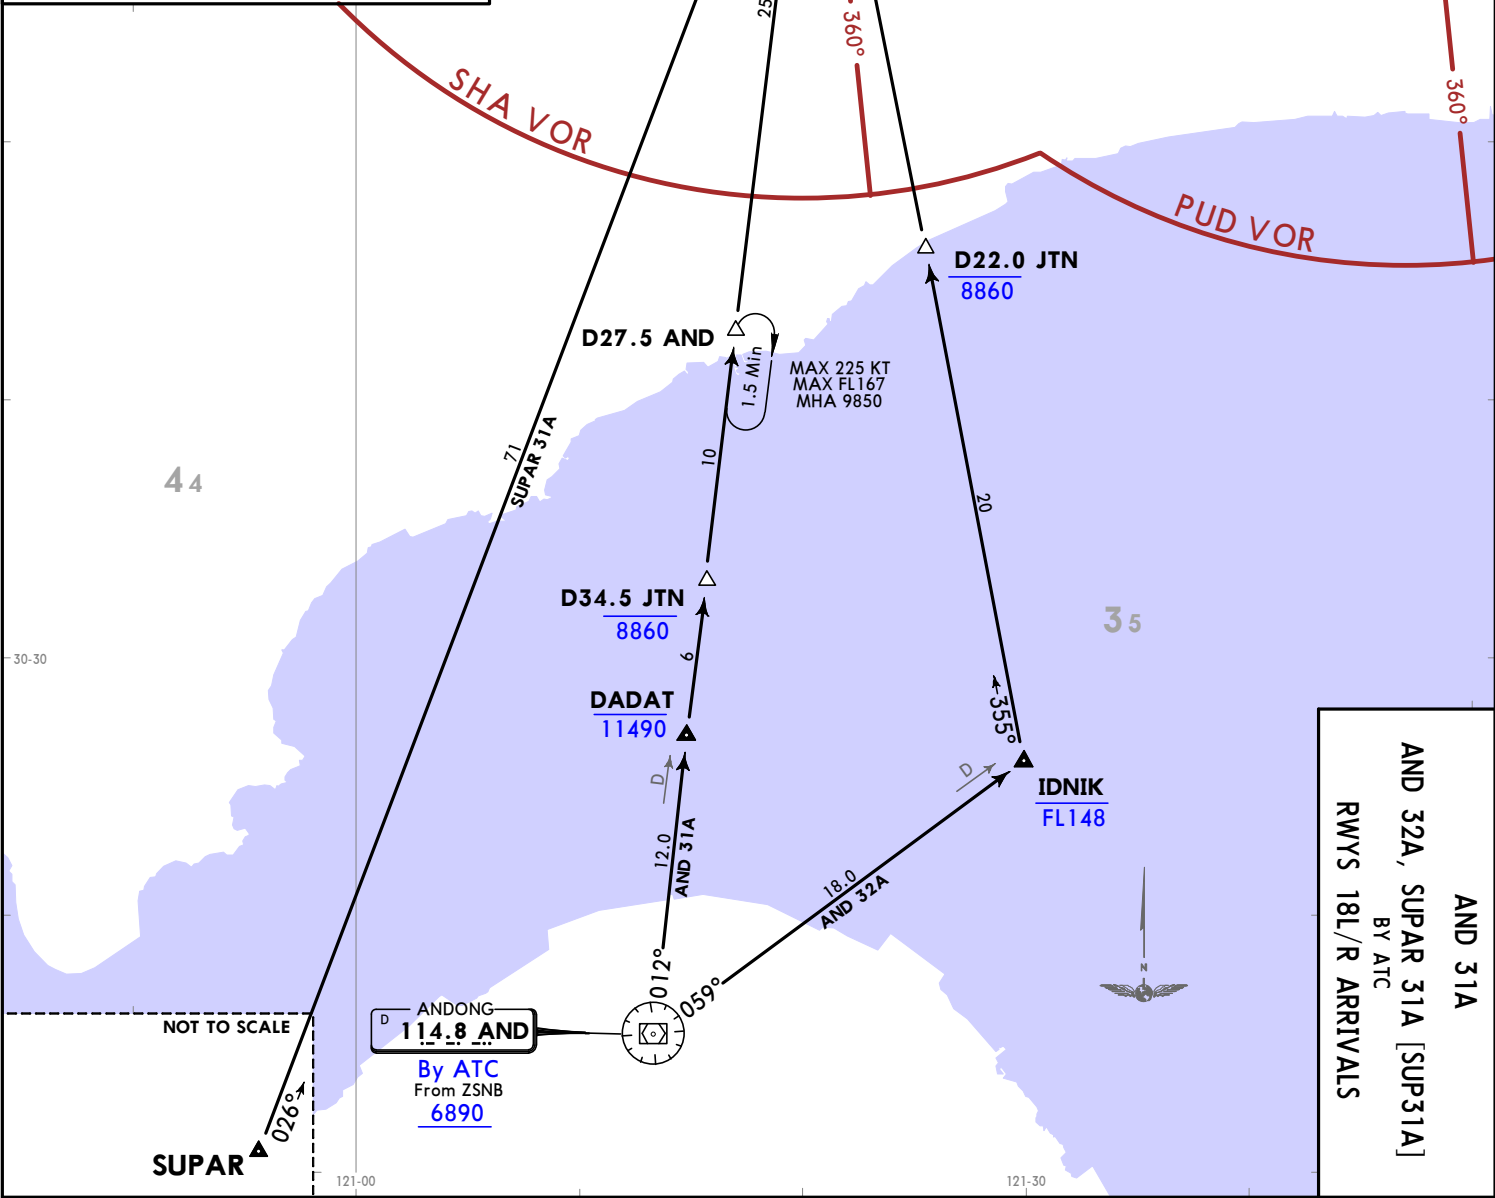 25
360°
360°
SHA VOR
PUD VOR
D22.0 JTN
8860
D27.5 AND
1.5 Min
MAX 225 KT
MAX FL167
MHA 9850
71
SUPAR 31A
10
20
44
35
D34.5 JTN
8860
30-30
6
DADAT
11490
D
355°
D
IDNIK
FL148
12.0
AND 31A
18.0
AND 32A
012°
059°
N
ANDONG
D
114.8 AND
By ATC
From ZSNB
6890
NOT TO SCALE
026°
SUPAR
121-00
121-30
AND 31A
AND 32A, SUPAR 31A [SUP31A]
BY ATC
RWYS 18L/R ARRIVALS